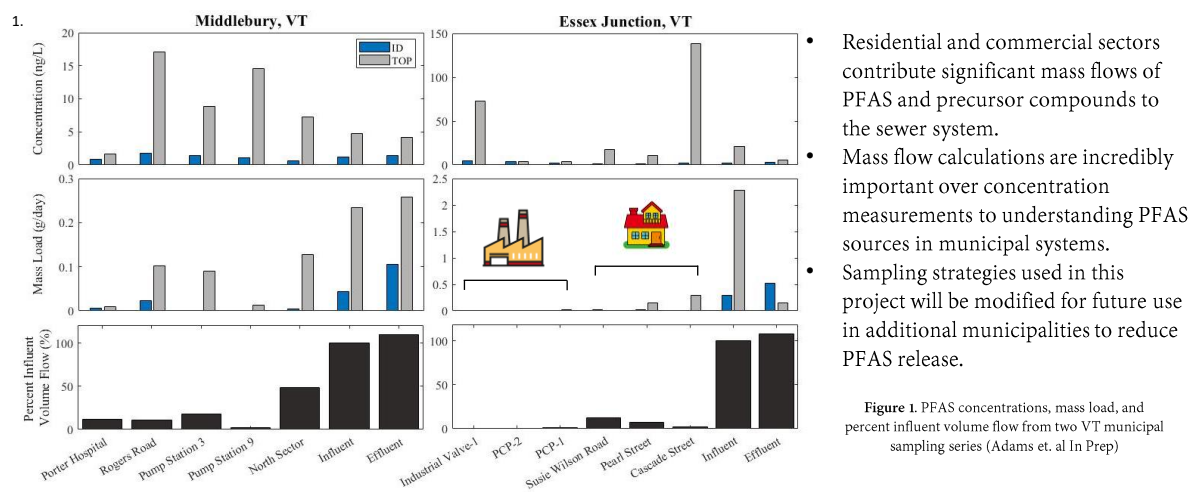 1.
Middlebury, VT
Essex Junction, VT
Concentration (ng/L)
20
15
10
5
0
ID
TOP
150
100
50
0
Mass Load (g/day)
0.3
0.2
0.1
0
2.5
2
1.5
1
0.5
0
Percent Influent
Volume Flow (%)
100
50
0
100
50
0
Porter Hospital
Rogers Road
Pump Station 3
Pump Station 9
North Sector
Influent
Effluent
Industrial Valve-1
PCP-2
PCP-1
Susie Wilson Road
Pearl Street
Cascade Street
Influent
Effluent
• Residential and commercial sectors
contribute significant mass flows of
PFAS and precursor compounds to
the sewer system.
• Mass flow calculations are incredibly
important over concentration
measurements to understanding PFAS
sources in municipal systems.
• Sampling strategies used in this
project will be modified for future use
in additional municipalities to reduce
PFAS release.
Figure 1. PFAS concentrations, mass load, and
percent influent volume flow from two VT municipal
sampling series (Adams et. al In Prep)